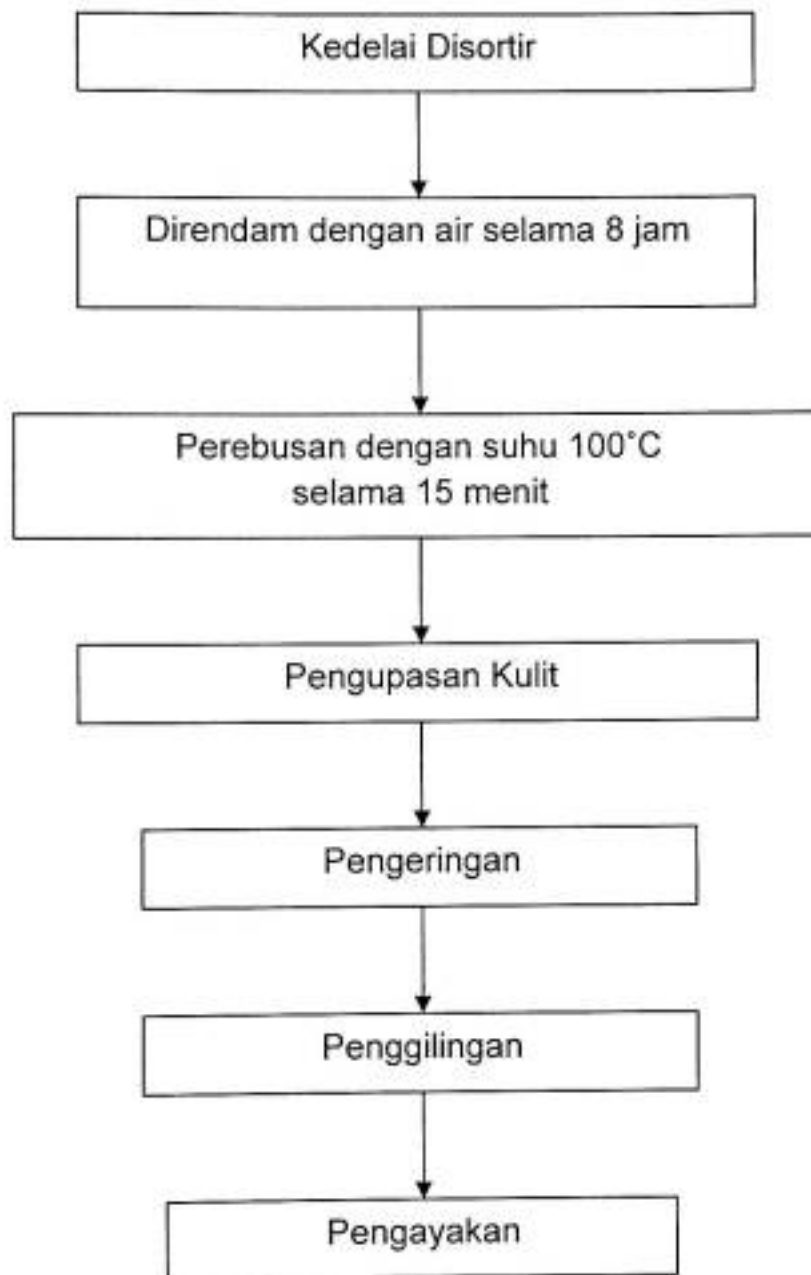 Kedelai Disortir
Direndam dengan air selama 8 jam
Perebusan dengan suhu 100°C
selama 15 menit
Pengupasan Kulit
Pengeringan
Penggilingan
Pengayakan